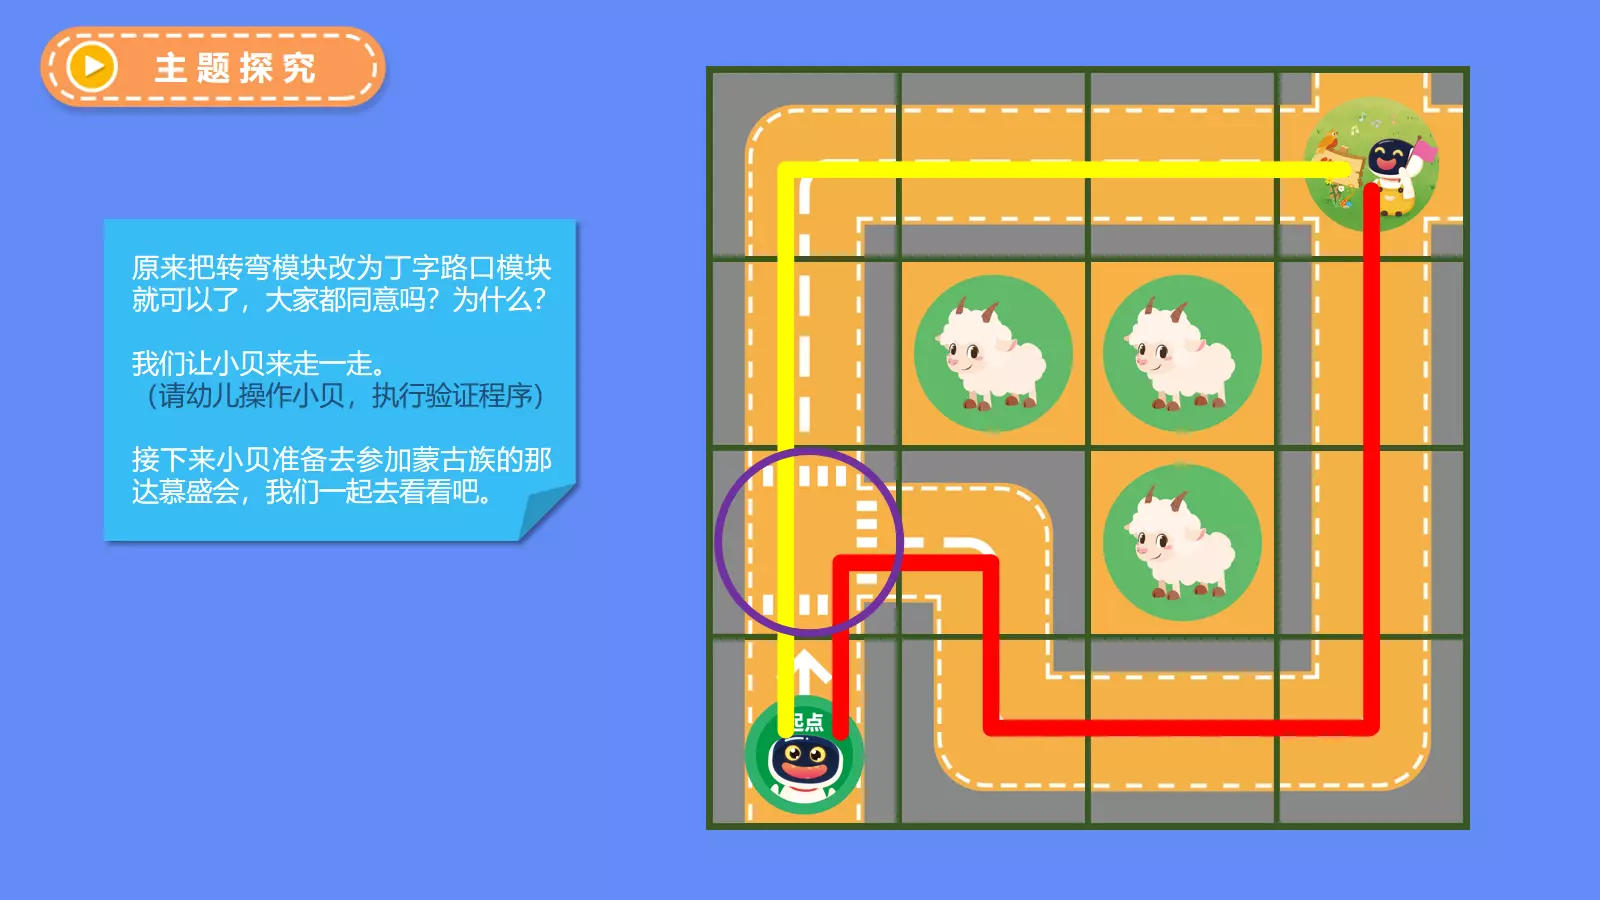 主题探究
原来把转弯模块改为丁字路口模块
就可以了，大家都同意吗？为什么？
我们让小贝来走一走。
（请幼儿操作小贝，执行验证程序）
接下来小贝准备去参加蒙古族的那
达慕盛会，我们一起去看看吧。
起点